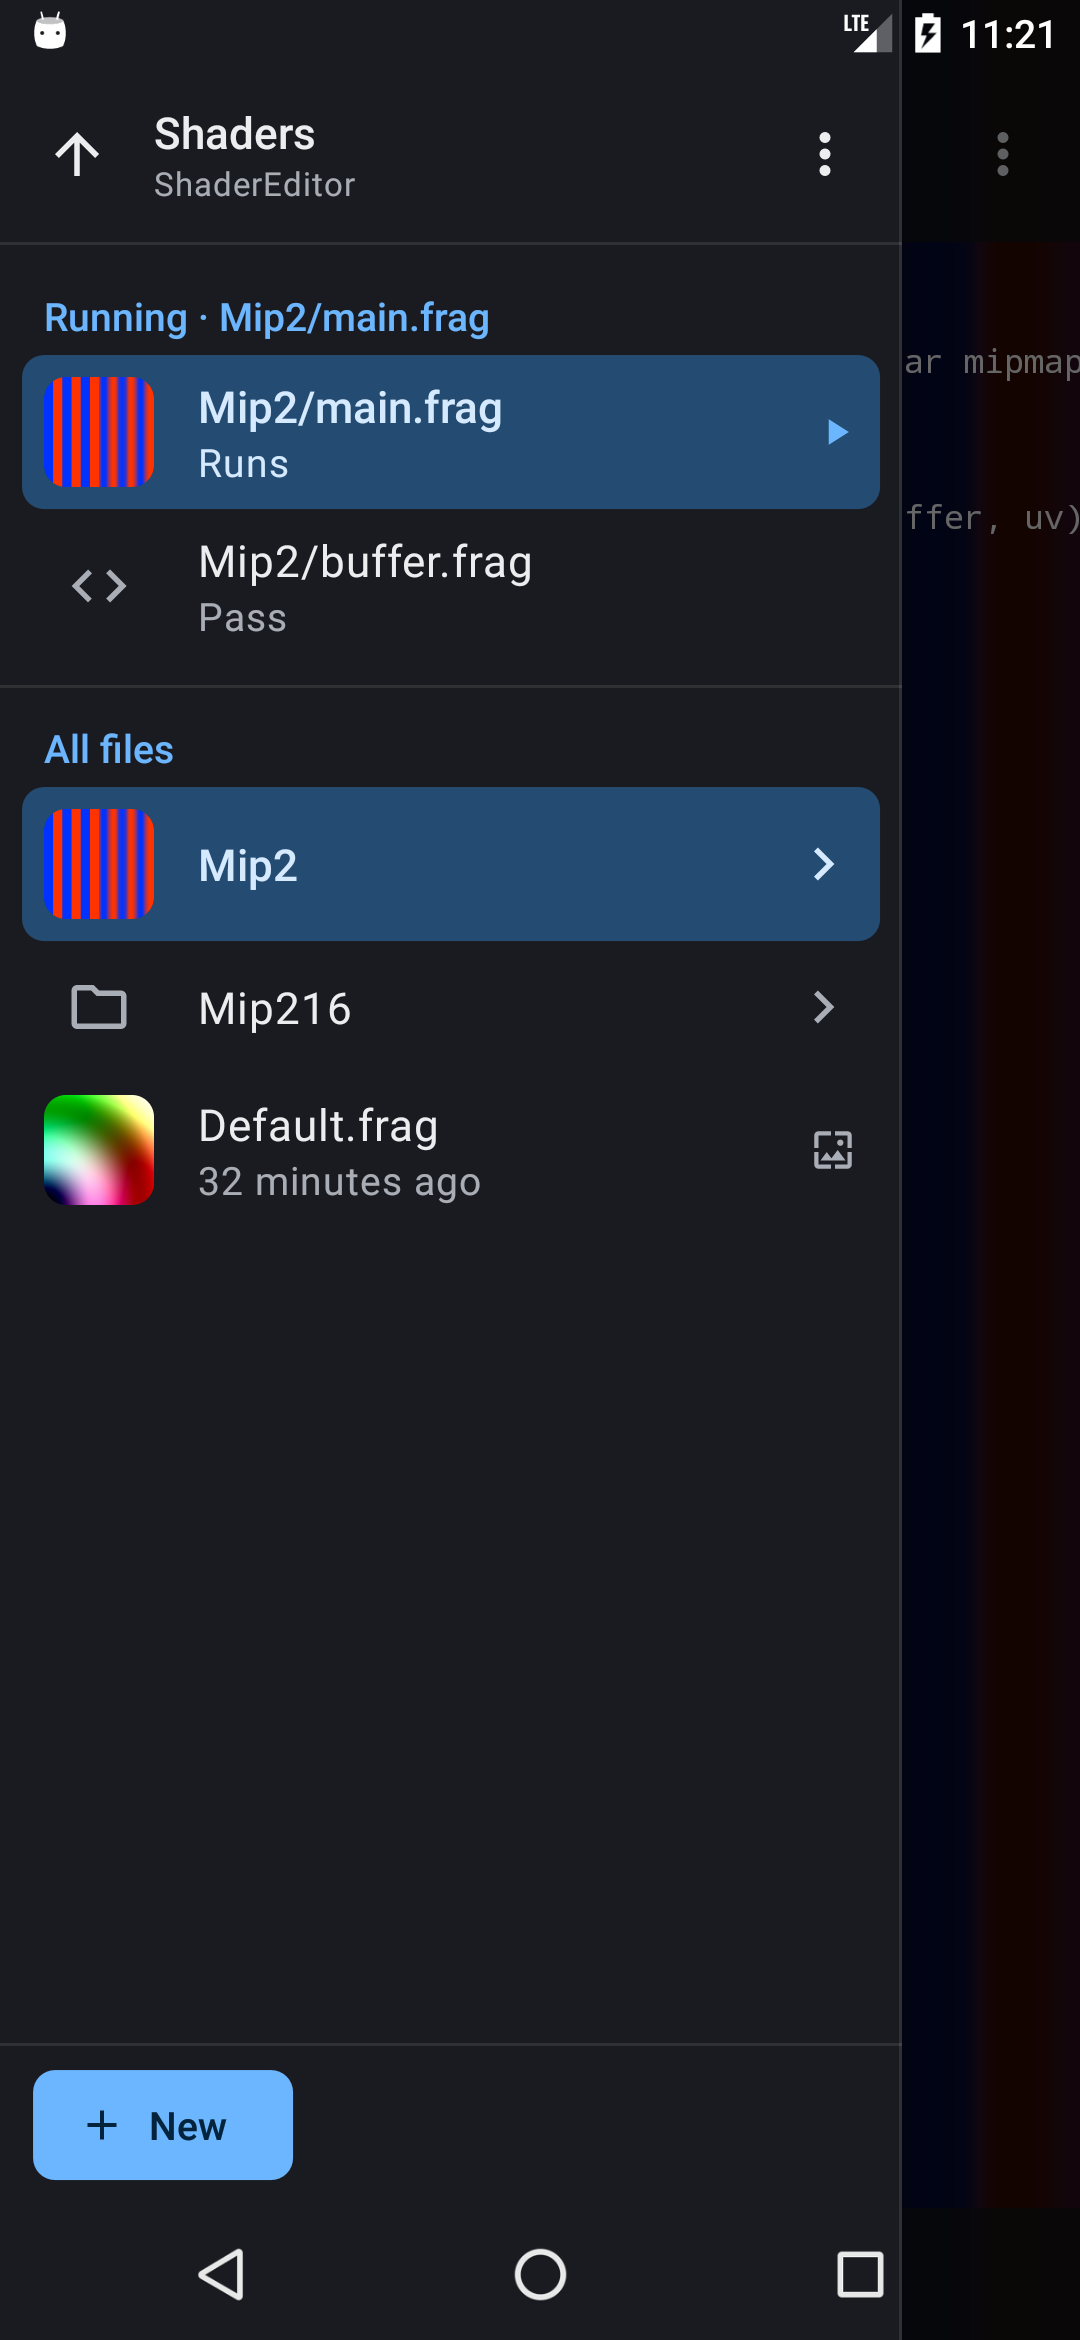 LTE 11:21
Shaders
ShaderEditor
Running · Mip2/main.frag
Mip2/main.frag
Runs
ar mipmap
Mip2/buffer.frag
Pass
ffer, uv)
All files
Mip2
Mip216
Default.frag
32 minutes ago
+ New